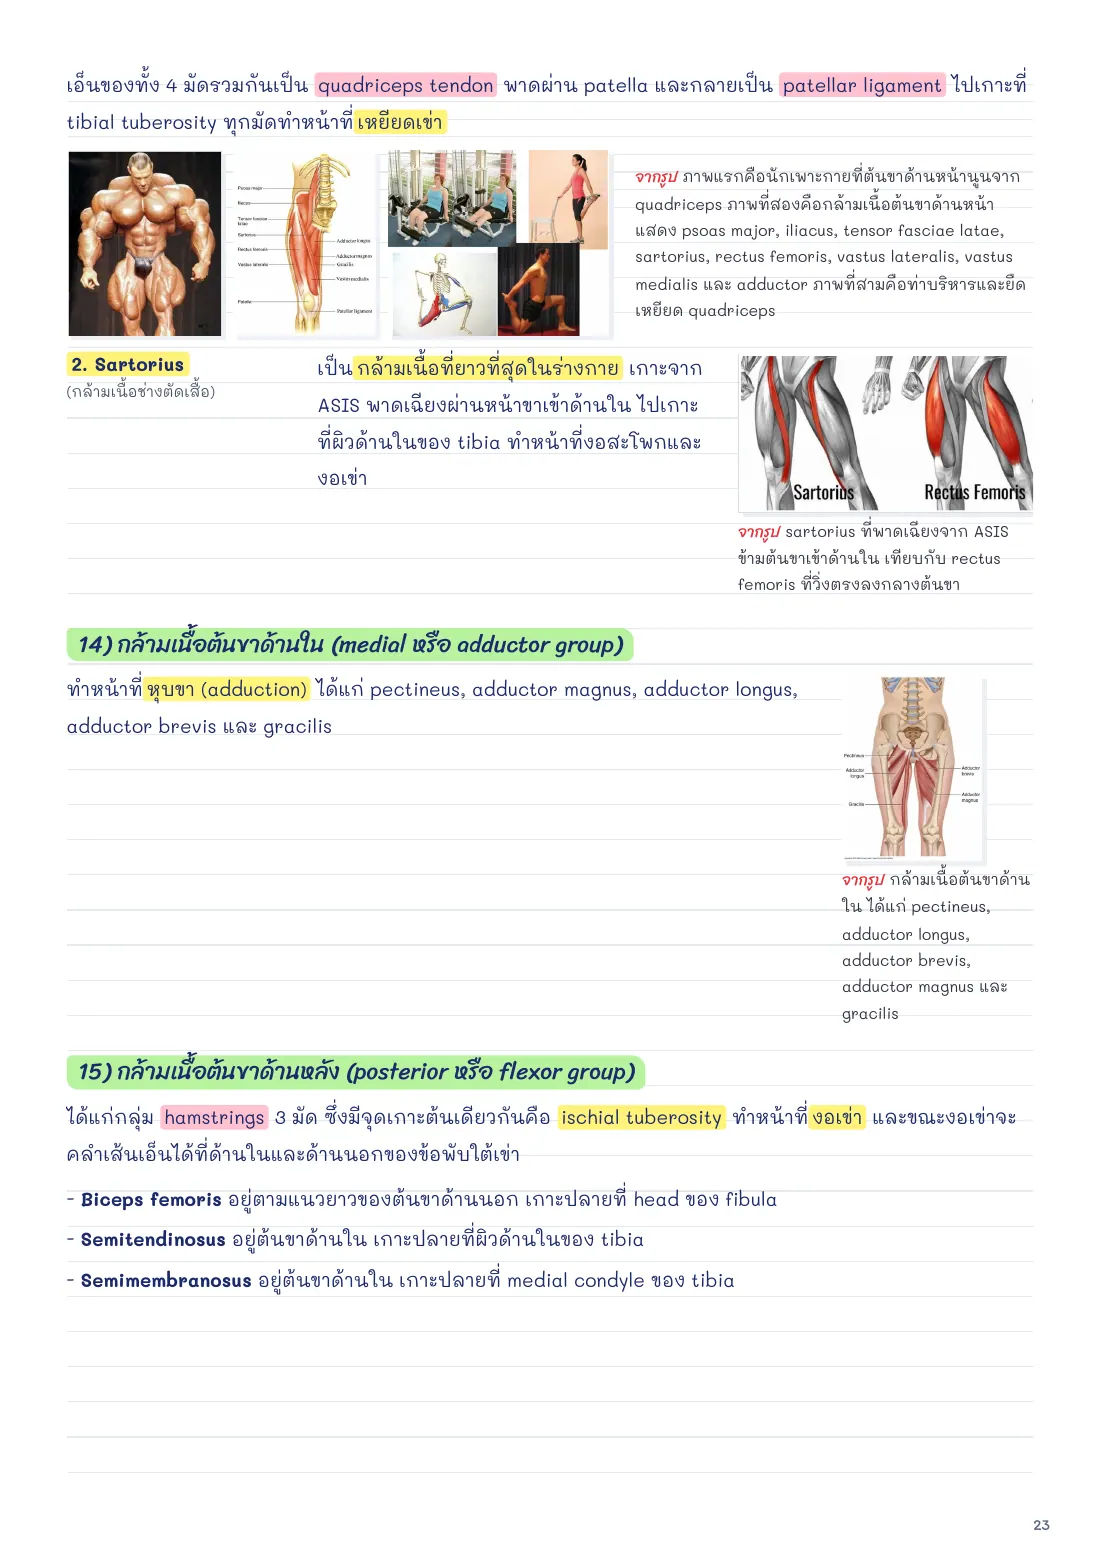 เอ็นของทั้ง 4 มัดรวมกันเป็น quadriceps tendon พาดผ่าน patella และกลายเป็น patellar ligament ไปเกาะที่
tibial tuberosity ทุกมัดทำหน้าที่เหยียดเข่า
Psoas major
Iliacus
Tensor fasciae
latae
Sartorius
Rectus femoris
Vastus lateralis
Patella
Adductor longus
Adductor magnus
Gracilis
Vastus medialis
Patellar ligament
จากรูป ภาพแรกคือนักเพาะกายที่ต้นขาด้านหน้านูนจาก
quadriceps ภาพที่สองคือกล้ามเนื้อต้นขาด้านหน้า
แสดง psoas major, iliacus, tensor fasciae latae,
sartorius, rectus femoris, vastus lateralis, vastus
medialis และ adductor ภาพที่สามคือท่าบริหารและยืด
เหยียด quadriceps
2. Sartorius
(กล้ามเนื้อช่างตัดเสื้อ)
เป็นกล้ามเนื้อที่ยาวที่สุดในร่างกาย เกาะจาก
ASIS พาดเฉียงผ่านหน้าขาเข้าด้านใน ไปเกาะ
ที่ผิวด้านในของ tibia ทำหน้าที่งอสะโพกและ
งอเข่า
Sartorius
Rectus Femoris
จากรูป sartorius ที่พาดเฉียงจาก ASIS
ข้ามต้นขาเข้าด้านใน เทียบกับ rectus
femoris ที่วิ่งตรงลงกลางต้นขา
14) กล้ามเนื้อต้นขาด้านใน (medial หรือ adductor group)
ทำหน้าที่หุบขา (adduction) ได้แก่ pectineus, adductor magnus, adductor longus,
adductor brevis และ gracilis
Pectineus
Adductor
longus
Gracilis
Adductor
brevis
Adductor
magnus
จากรูป กล้ามเนื้อต้นขาด้าน
ใน ได้แก่ pectineus,
adductor longus,
adductor brevis,
adductor magnus และ
gracilis
15) กล้ามเนื้อต้นขาด้านหลัง (posterior หรือ flexor group)
ได้แก่กลุ่ม hamstrings 3 มัด ซึ่งมีจุดเกาะต้นเดียวกันคือ ischial tuberosity ทำหน้าที่งอเข่า และขณะงอเข่าจะ
คลำเส้นเอ็นได้ที่ด้านในและด้านนอกของข้อพับใต้เข่า
- Biceps femoris อยู่ตามแนวยาวของต้นขาด้านนอก เกาะปลายที่ head ของ fibula
- Semitendinosus อยู่ต้นขาด้านใน เกาะปลายที่ผิวด้านในของ tibia
- Semimembranosus อยู่ต้นขาด้านใน เกาะปลายที่ medial condyle ของ tibia
23